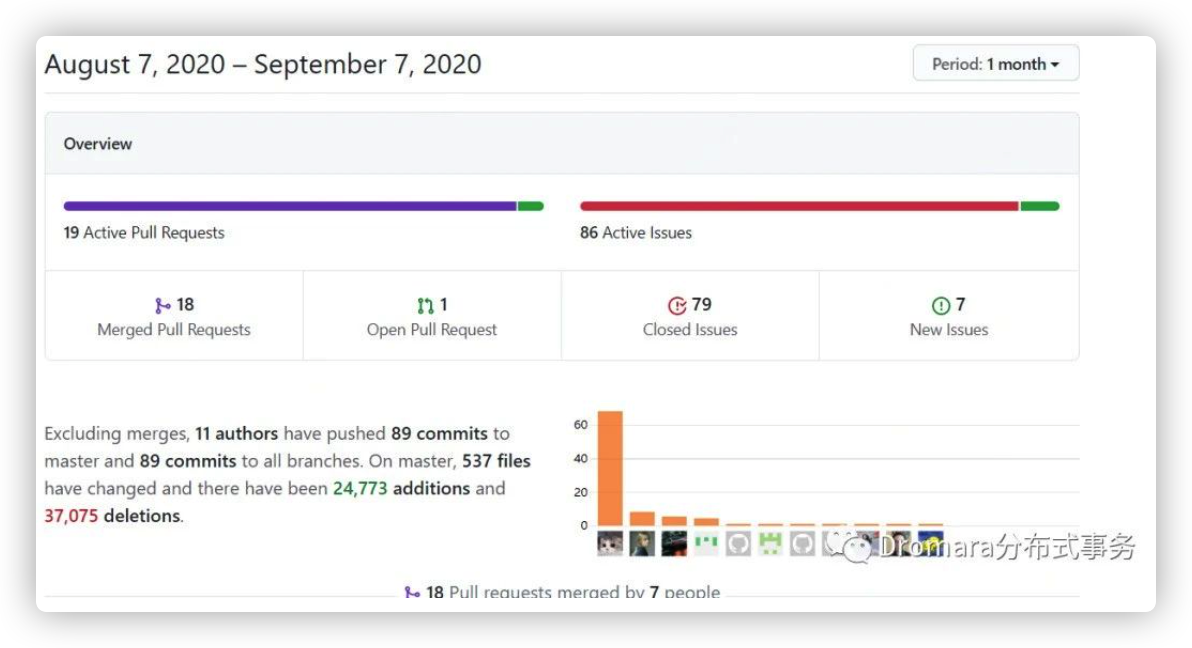 August 7, 2020 – September 7, 2020
Period: 1 month
Overview
19 Active Pull Requests
86 Active Issues
18
Merged Pull Requests
1
Open Pull Request
79
Closed Issues
7
New Issues
Excluding merges, 11 authors have pushed 89 commits to
master and 89 commits to all branches. On master, 537 files
have changed and there have been 24,773 additions and
37,075 deletions.
60
40
20
0
Dromara分布式事务
18 Pull requests merged by 7 people